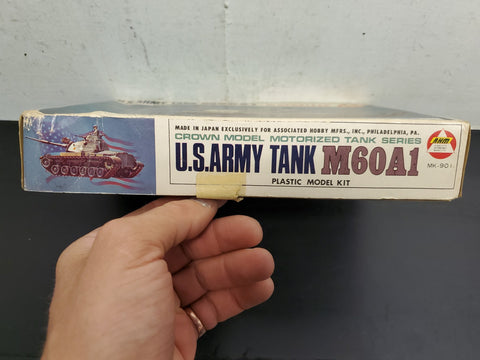 MADE IN JAPAN EXCLUSIVELY FOR ASSOCIATED HOBBY MFRS., INC., PHILADELPHIA, PA.
CROWN MODEL MOTORIZED TANK SERIES
U.S.ARMY TANK M60A1
PLASTIC MODEL KIT
AHM
MK-901